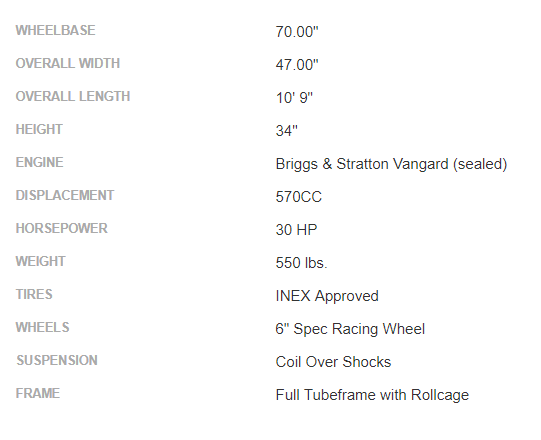 WHEELBASE 70.00"
OVERALL WIDTH 47.00"
OVERALL LENGTH 10' 9"
HEIGHT 34"
ENGINE Briggs & Stratton Vangard (sealed)
DISPLACEMENT 570CC
HORSEPOWER 30 HP
WEIGHT 550 lbs.
TIRES INEX Approved
WHEELS 6" Spec Racing Wheel
SUSPENSION Coil Over Shocks
FRAME Full Tubeframe with Rollcage